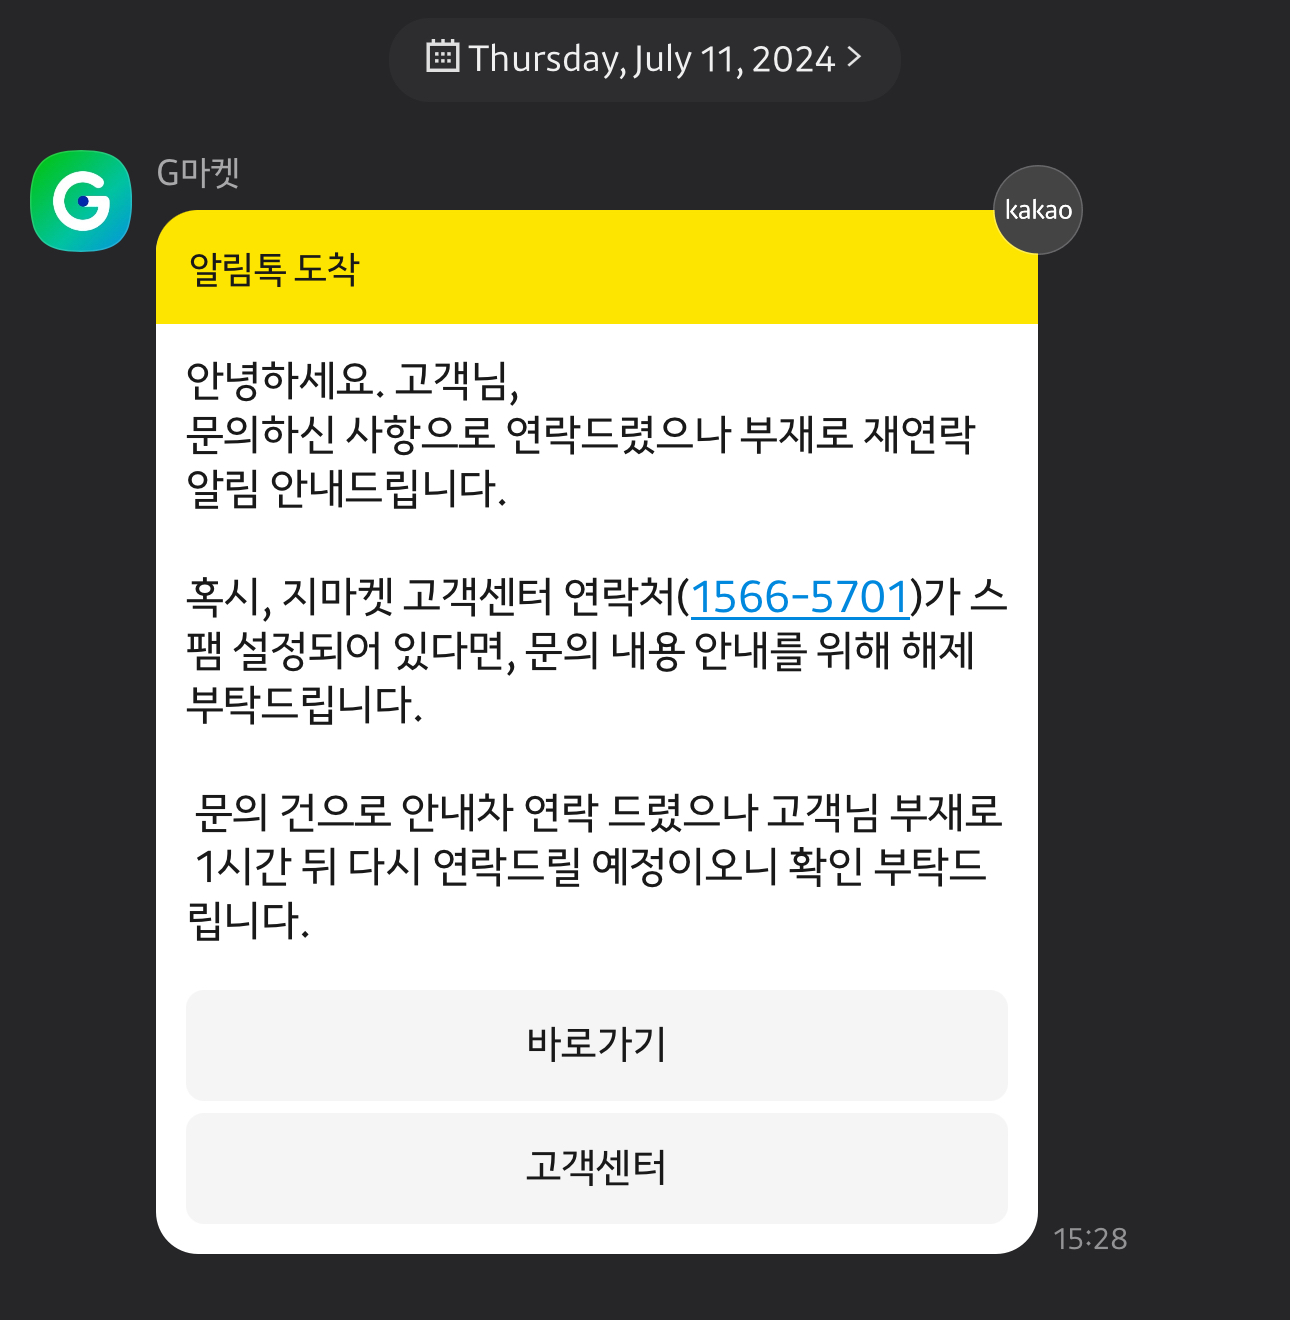 Thursday, July 11, 2024 >
G마켓
kakao
알림톡 도착
안녕하세요. 고객님,
문의하신 사항으로 연락드렸으나 부재로 재연락
알림 안내드립니다.
혹시, 지마켓 고객센터 연락처(1566-5701)가 스
팸 설정되어 있다면, 문의 내용 안내를 위해 해제
부탁드립니다.
문의 건으로 안내차 연락 드렸으나 고객님 부재로
1시간 뒤 다시 연락드릴 예정이오니 확인 부탁드
립니다.
바로가기
고객센터
15:28